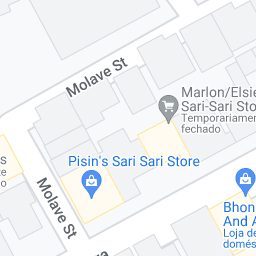 Molave St
Marlon/Elsie
Sari-Sari Sto
Temporariamen
fechado
Pisin's Sari Sari Store
Molave St
Bhon
And A
Loja de
domés